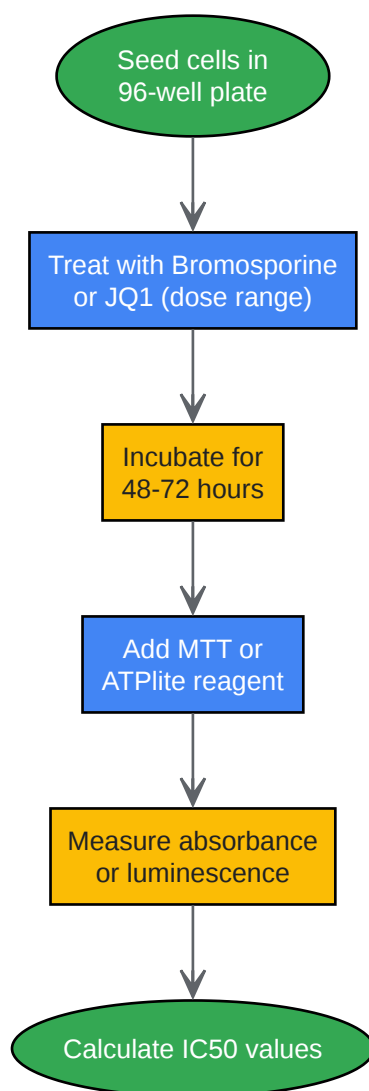 Seed cells in
96-well plate
Treat with Bromosporine
or JQ1 (dose range)
Incubate for
48-72 hours
Add MTT or
ATPlite reagent
Measure absorbance
or luminescence
Calculate IC50 values